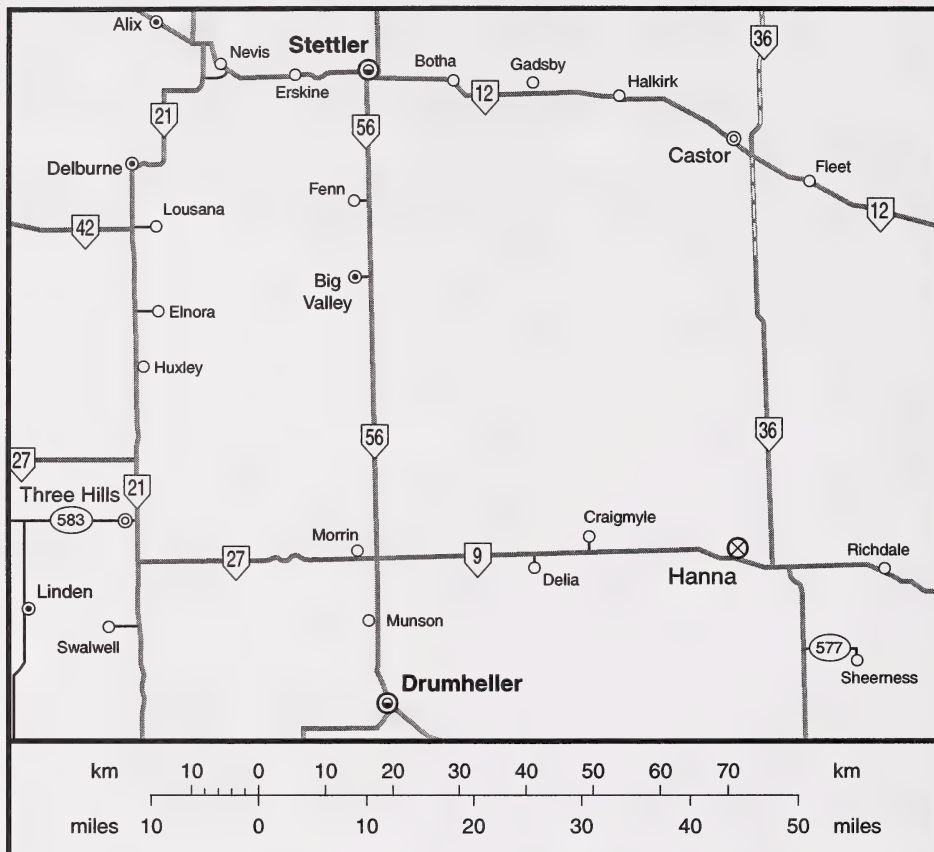 Alix
Nevis
Stettler
Botha
Gadsby
Halkirk
36
Erskine
12
21
56
Castor
Fleet
Delburne
Fenn
Lousana
42
12
Big
Valley
Elnora
Huxley
56
36
27
Three Hills
21
583
Craigmyle
Morrin
27
9
Richdale
Delia
Hanna
Linden
Munson
Swalwell
577
Sheerness
Drumheller
km 10 0 10 20 30 40 50 60 70 km
miles 10 0 10 20 30 40 50 miles